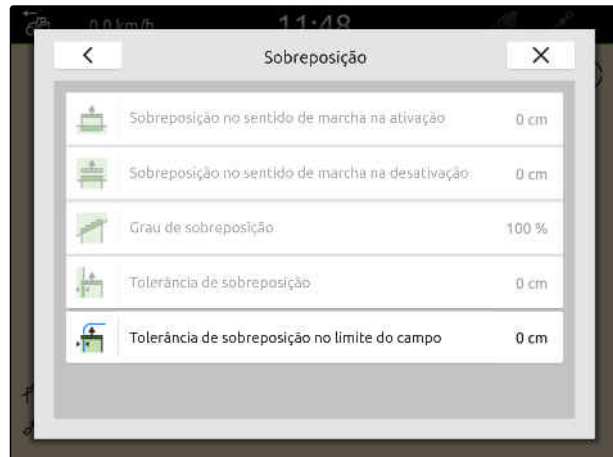 0.0 km/h
11:48
Sobreposição
Sobreposição no sentido de marcha na ativação 0 cm
Sobreposição no sentido de marcha na desativação 0 cm
Grau de sobreposição 100 %
Tolerância de sobreposição 0 cm
Tolerância de sobreposição no limite do campo 0 cm